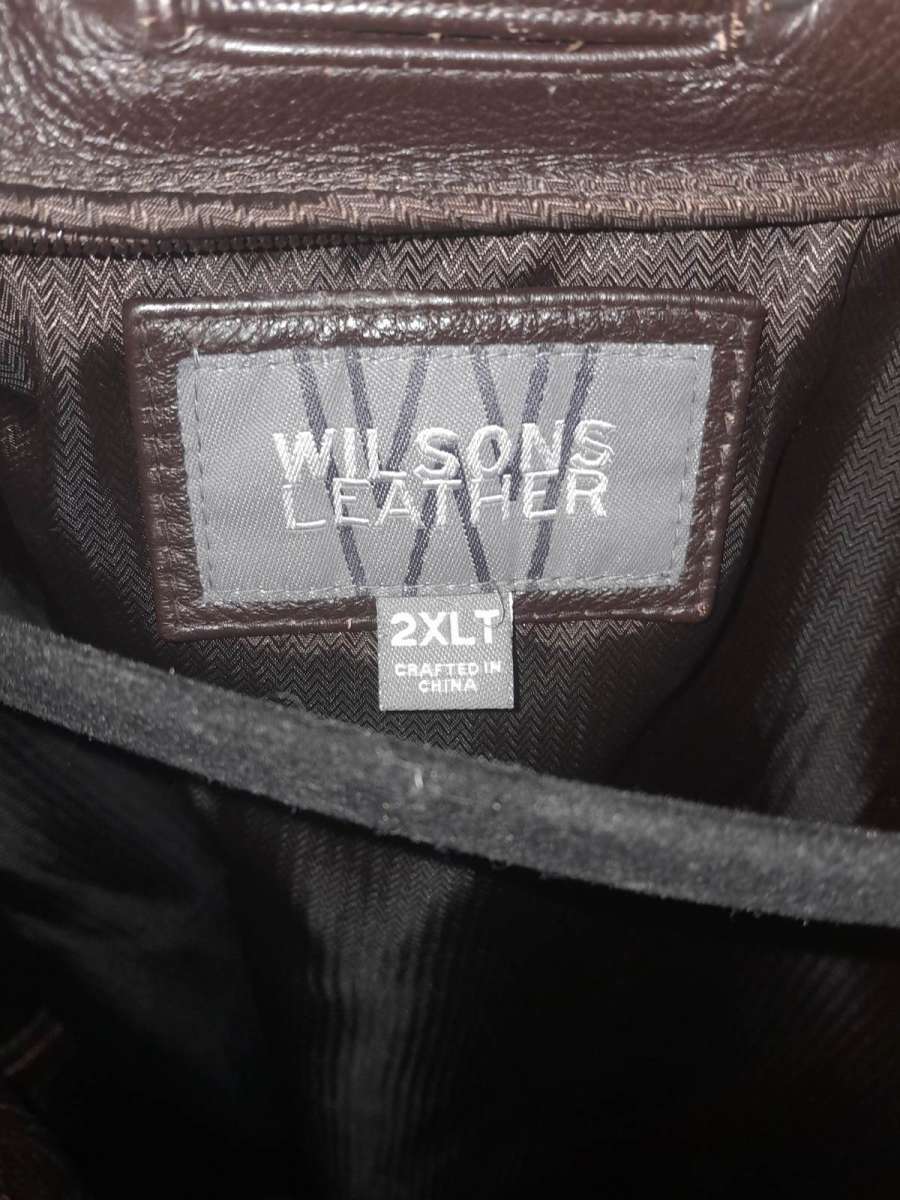 WILSONS
LEATHER
2XLT
CRAFTED IN
CHINA